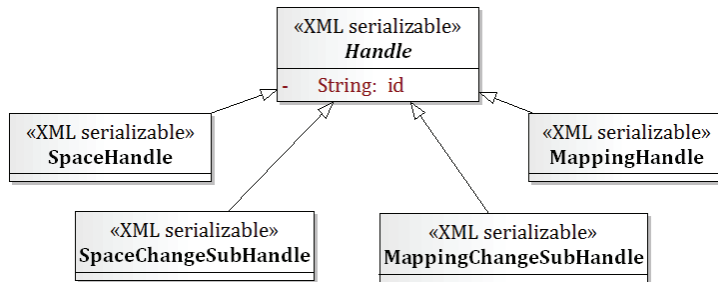 «XML serializable»
Handle
- String: id
«XML serializable»
SpaceHandle
«XML serializable»
MappingHandle
«XML serializable»
SpaceChangeSubHandle
«XML serializable»
MappingChangeSubHandle